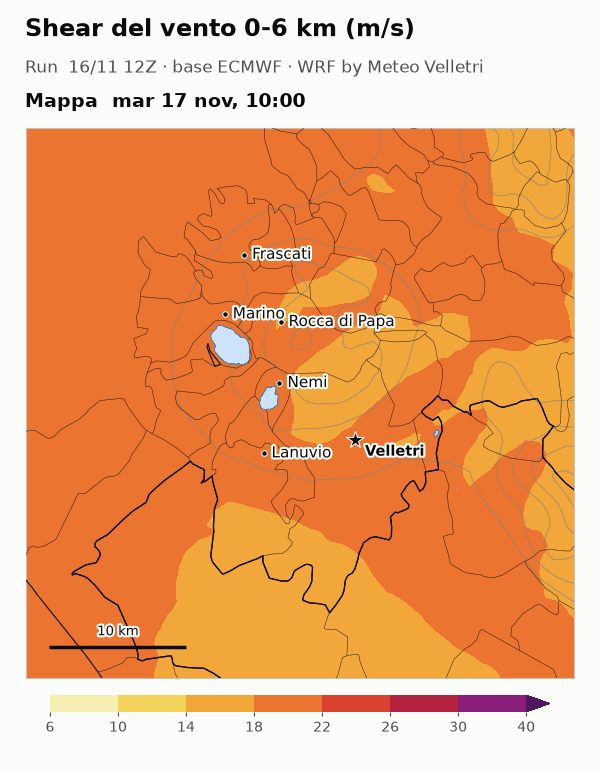 Shear del vento 0-6 km (m/s)
Run  16/11 12Z · base ECMWF · WRF by Meteo Velletri
Mappa  mar 17 nov, 10:00
Frascati
Marino
Rocca di Papa
Nemi
Velletri
Lanuvio
10 km
6 10 14 18 22 26 30 40